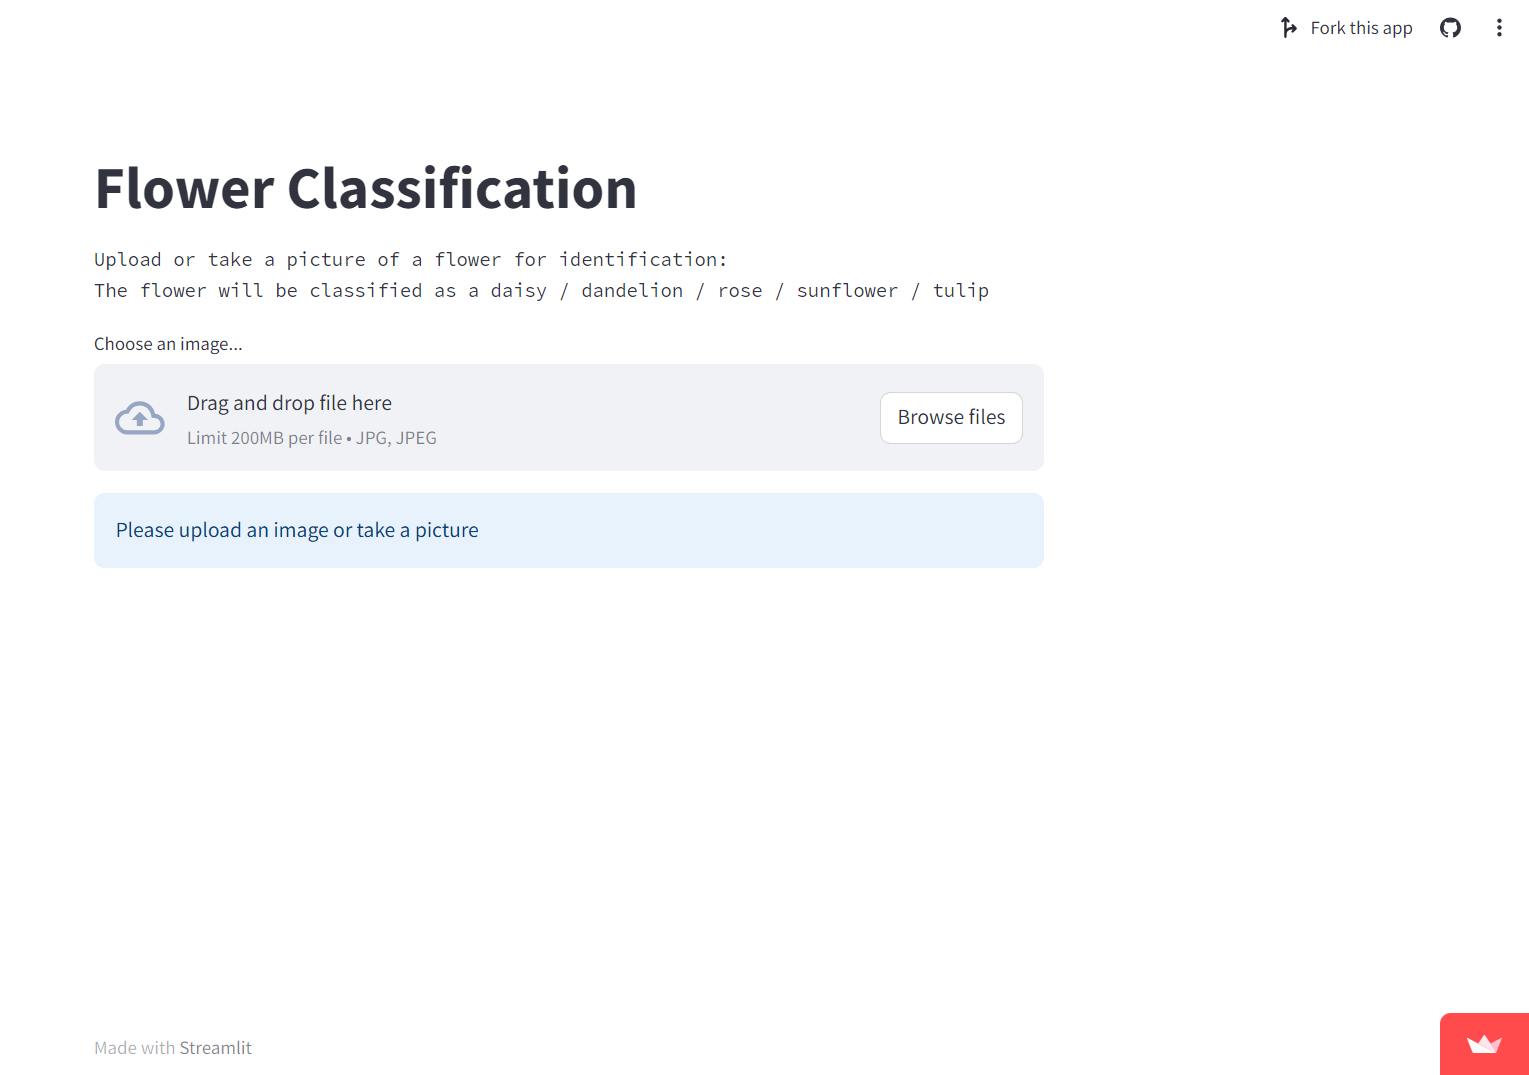 Fork this app
Flower Classification
Upload or take a picture of a flower for identification:
The flower will be classified as a daisy / dandelion / rose / sunflower / tulip
Choose an image...
Drag and drop file here
Limit 200MB per file • JPG, JPEG
Browse files
Please upload an image or take a picture
Made with Streamlit